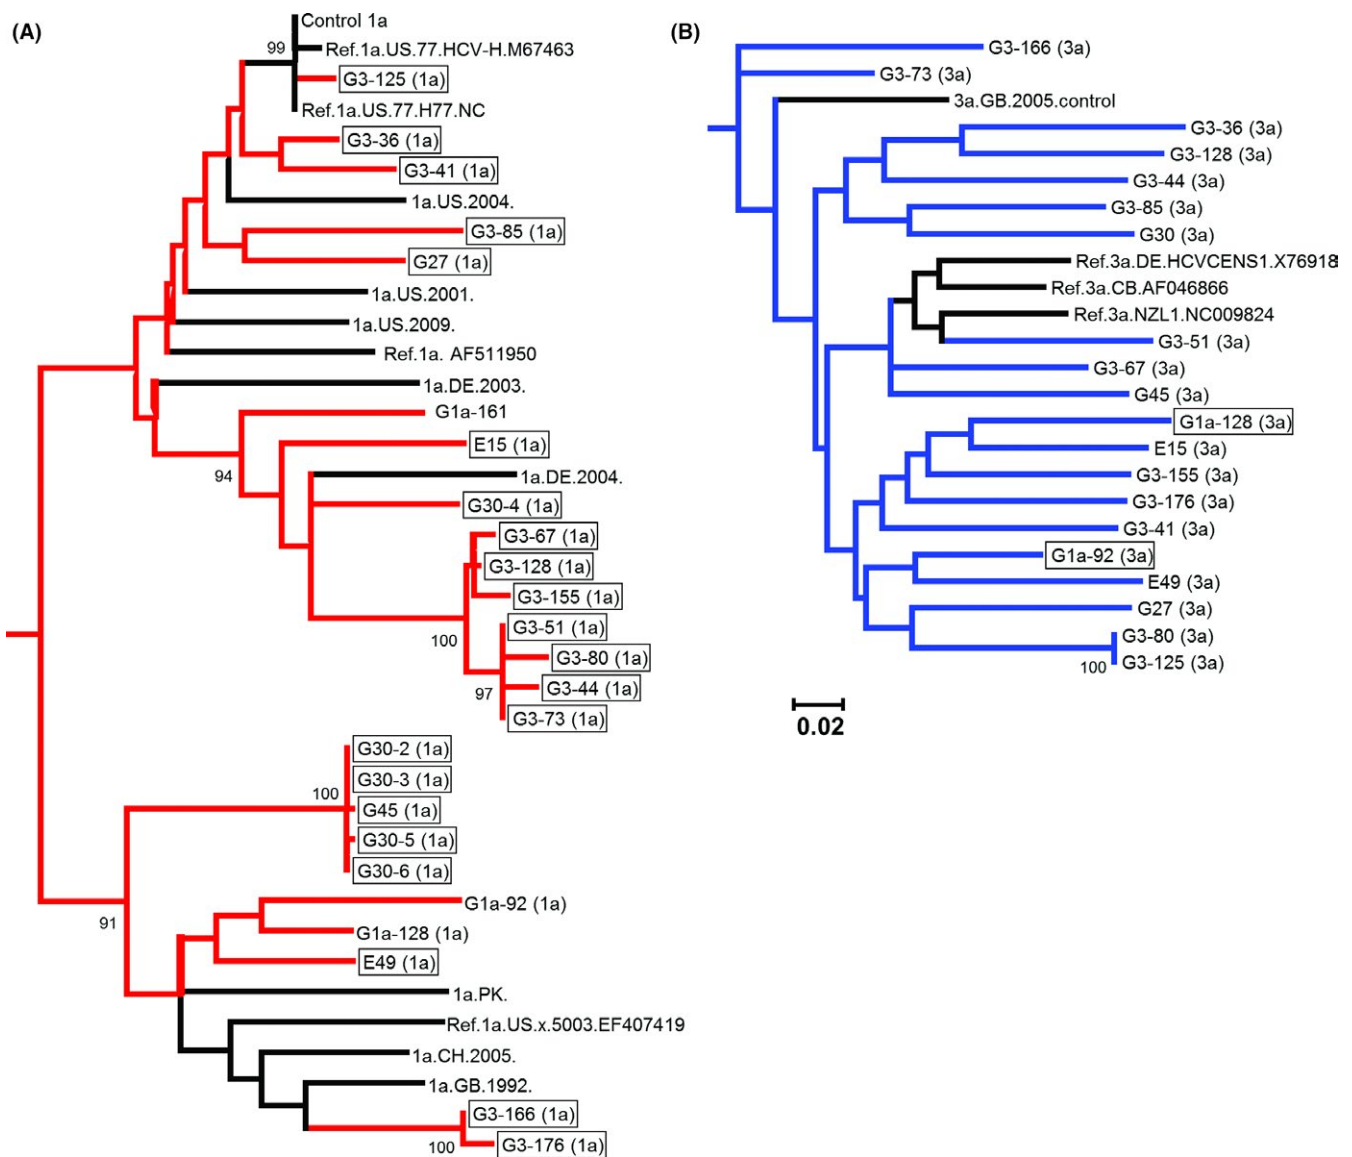 (A)
Control 1a
99
Ref.1a.US.77.HCV-H.M67463
G3-125 (1a)
Ref.1a.US.77.H77.NC
G3-36 (1a)
G3-41 (1a)
1a.US.2004.
G3-85 (1a)
G27 (1a)
1a.US.2001.
1a.US.2009.
Ref.1a. AF511950
1a.DE.2003.
G1a-161
E15 (1a)
94
1a.DE.2004.
G30-4 (1a)
G3-67 (1a)
G3-128 (1a)
G3-155 (1a)
G3-51 (1a)
100
G3-80 (1a)
G3-44 (1a)
97
G3-73 (1a)
G30-2 (1a)
G30-3 (1a)
100
G45 (1a)
G30-5 (1a)
G30-6 (1a)
G1a-92 (1a)
91
G1a-128 (1a)
E49 (1a)
1a.PK.
Ref.1a.US.x.5003.EF407419
1a.CH.2005.
1a.GB.1992.
G3-166 (1a)
100
G3-176 (1a)
(B)
G3-166 (3a)
G3-73 (3a)
3a.GB.2005.control
G3-36 (3a)
G3-128 (3a)
G3-44 (3a)
G3-85 (3a)
G30 (3a)
Ref.3a.DE.HCVCENS1.X76918
Ref.3a.CB.AF046866
Ref.3a.NZL1.NC009824
G3-51 (3a)
G3-67 (3a)
G45 (3a)
G1a-128 (3a)
E15 (3a)
G3-155 (3a)
G3-176 (3a)
G3-41 (3a)
G1a-92 (3a)
E49 (3a)
G27 (3a)
G3-80 (3a)
100
G3-125 (3a)
0.02